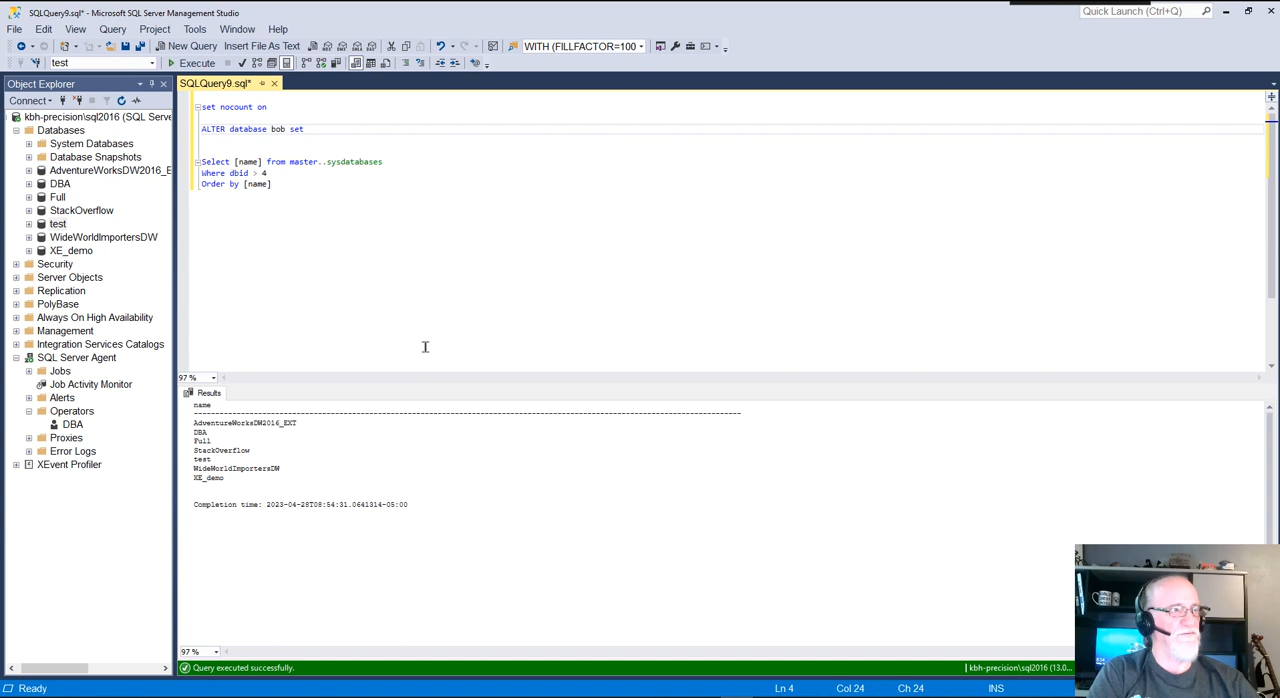 SQLQuery9.sql* - Microsoft SQL Server Management Studio
Quick Launch (Ctrl+Q)
File Edit View Query Project Tools Window Help
New Query Insert File As Text WITH (FILLFACTOR=100
test Execute
Object Explorer
SQLQuery9.sql*
Connect
kbh-precision\sql2016 (SQL Server
Databases
System Databases
Database Snapshots
AdventureWorksDW2016_E
DBA
Full
StackOverflow
test
WideWorldImportersDW
XE_demo
Security
Server Objects
Replication
PolyBase
Always On High Availability
Management
Integration Services Catalogs
SQL Server Agent
Jobs
Job Activity Monitor
Alerts
Operators
DBA
Proxies
Error Logs
XEvent Profiler
set nocount on
ALTER database bob set
Select [name] from master..sysdatabases
Where dbid > 4
Order by [name]
97 %
Results
name
--------------------------------------------------------------------------------------------------------------------------------
AdventureWorksDW2016_EXT
DBA
Full
StackOverflow
test
WideWorldImportersDW
XE_demo
Completion time: 2023-04-28T08:54:31.0641314-05:00
97 %
Query executed successfully.
kbh-precision\sql2016 (13.0...
Ready
Ln 4 Col 24 Ch 24 INS